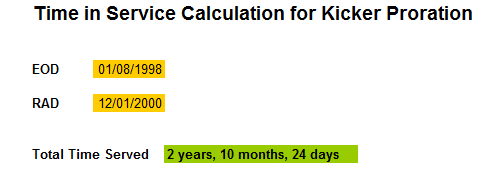 Time in Service Calculation for Kicker Proration
EOD 01/08/1998
RAD 12/01/2000
Total Time Served 2 years, 10 months, 24 days